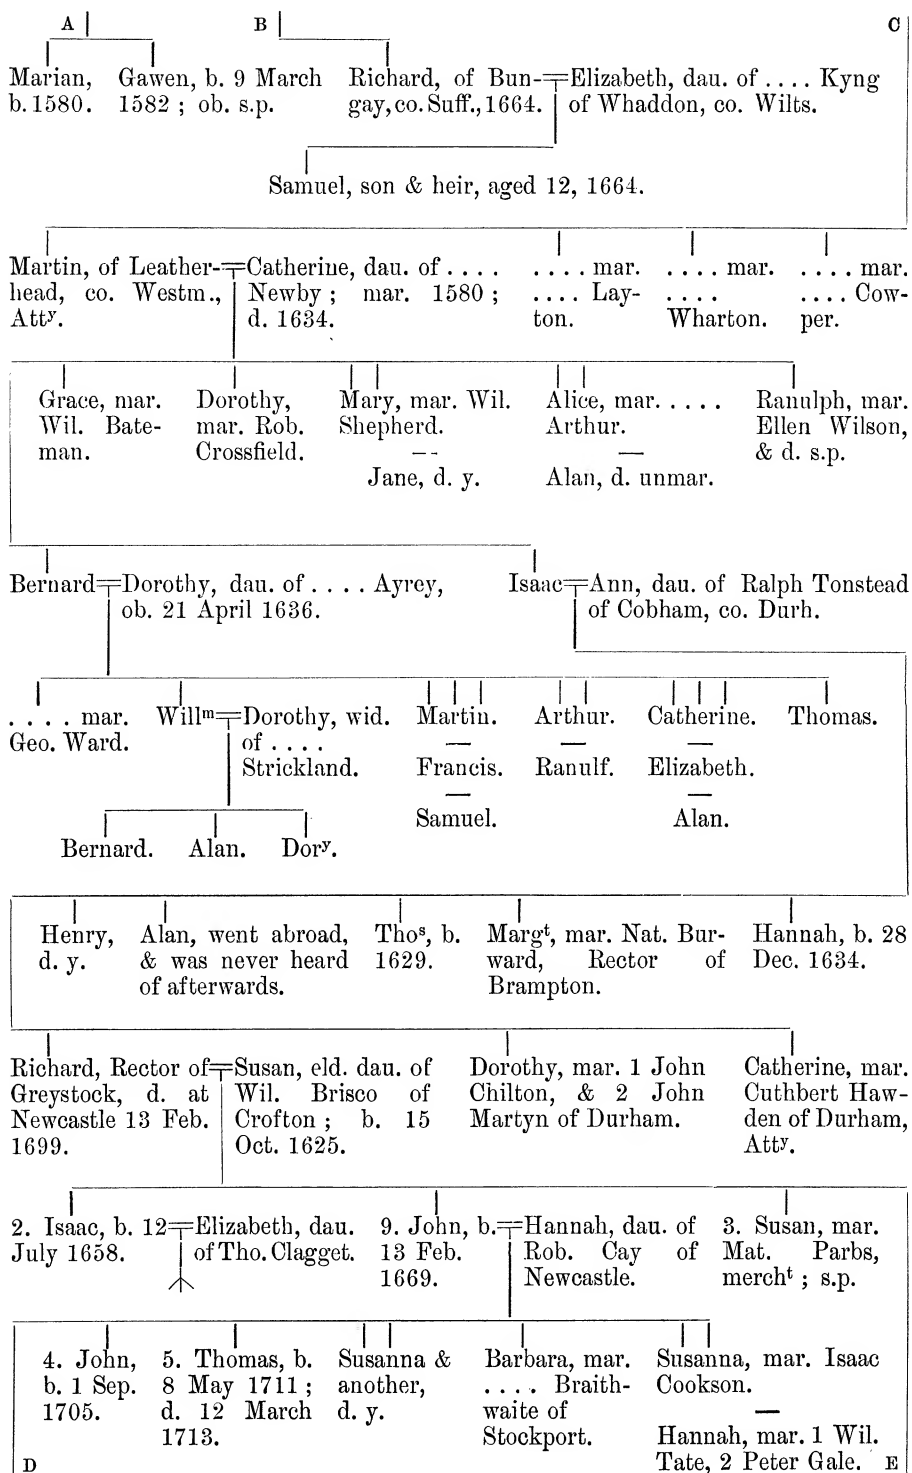 A B C
Marian, b. 1580.
Gawen, b. 9 March
1582 ; ob. s.p.
Richard, of Bun-
gay, co. Suff., 1664.
Elizabeth, dau. of .... Kyng
of Whaddon, co. Wilts.
Samuel, son & heir, aged 12, 1664.
Martin, of Leather-
head, co. Westm.,
Atty.
Catherine, dau. of ....
Newby ; mar. 1580 ;
d. 1634.
.... mar.
.... Lay-
ton.
.... mar.
....
Wharton.
.... mar.
.... Cow-
per.
Grace, mar.
Wil. Bate-
man.
Dorothy,
mar. Rob.
Crossfield.
Mary, mar. Wil.
Shepherd.
—
Jane, d. y.
Alice, mar. .....
Arthur.
—
Alan, d. unmar.
Ranulph, mar.
Ellen Wilson,
& d. s.p.
Bernard
Dorothy, dau. of .... Ayrey,
ob. 21 April 1636.
Isaac
Ann, dau. of Ralph Tonstead
of Cobham, co. Durh.
.... mar.
Geo. Ward.
Willm
Dorothy, wid.
of ....
Strickland.
Martin.
—
Francis.
—
Samuel.
Arthur.
—
Ranulf.
Catherine.
—
Elizabeth.
—
Alan.
Thomas.
Bernard. Alan. Dory.
Henry,
d. y.
Alan, went abroad,
& was never heard
of afterwards.
Thos, b.
1629.
Margt, mar. Nat. Bur-
ward, Rector of
Brampton.
Hannah, b. 28
Dec. 1634.
Richard, Rector of
Greystock, d. at
Newcastle 13 Feb.
1699.
Susan, eld. dau. of
Wil. Brisco of
Crofton ; b. 15
Oct. 1625.
Dorothy, mar. 1 John
Chilton, & 2 John
Martyn of Durham.
Catherine, mar.
Cuthbert Haw-
den of Durham,
Atty.
2. Isaac, b. 12
July 1658.
Elizabeth, dau.
of Tho. Clagget.
9. John, b.
13 Feb.
1669.
Hannah, dau. of
Rob. Cay of
Newcastle.
3. Susan, mar.
Mat. Parbs,
mercht ; s.p.
4. John,
b. 1 Sep.
1705.
5. Thomas, b.
8 May 1711 ;
d. 12 March
1713.
Susanna &
another,
d. y.
Barbara, mar.
.... Braith-
waite of
Stockport.
Susanna, mar. Isaac
Cookson.
—
Hannah, mar. 1 Wil.
Tate, 2 Peter Gale.
D E